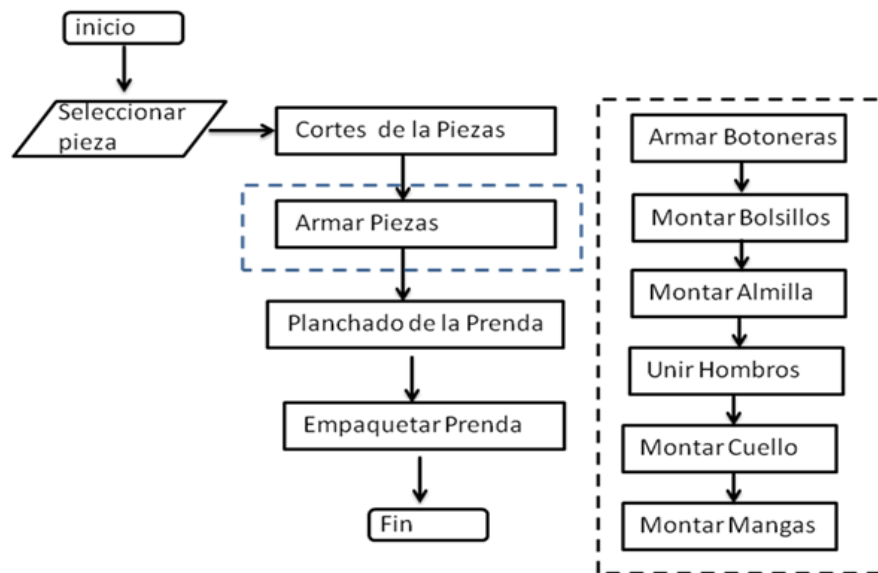 inicio
Seleccionar
pieza
Cortes de la Piezas
Armar Piezas
Planchado de la Prenda
Empaquetar Prenda
Fin
Armar Botoneras
Montar Bolsillos
Montar Almilla
Unir Hombros
Montar Cuello
Montar Mangas